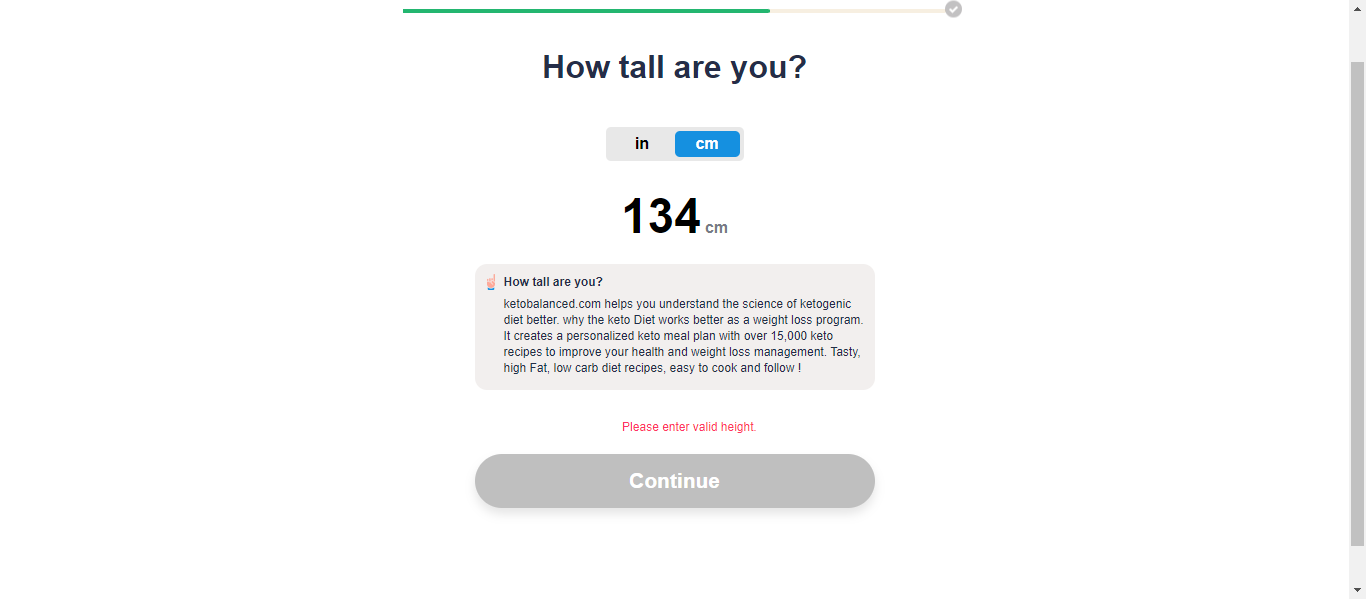 How tall are you?
in cm
134 cm
How tall are you?
ketobalanced.com helps you understand the science of ketogenic
diet better. why the keto Diet works better as a weight loss program.
It creates a personalized keto meal plan with over 15,000 keto
recipes to improve your health and weight loss management. Tasty,
high Fat, low carb diet recipes, easy to cook and follow !
Please enter valid height.
Continue